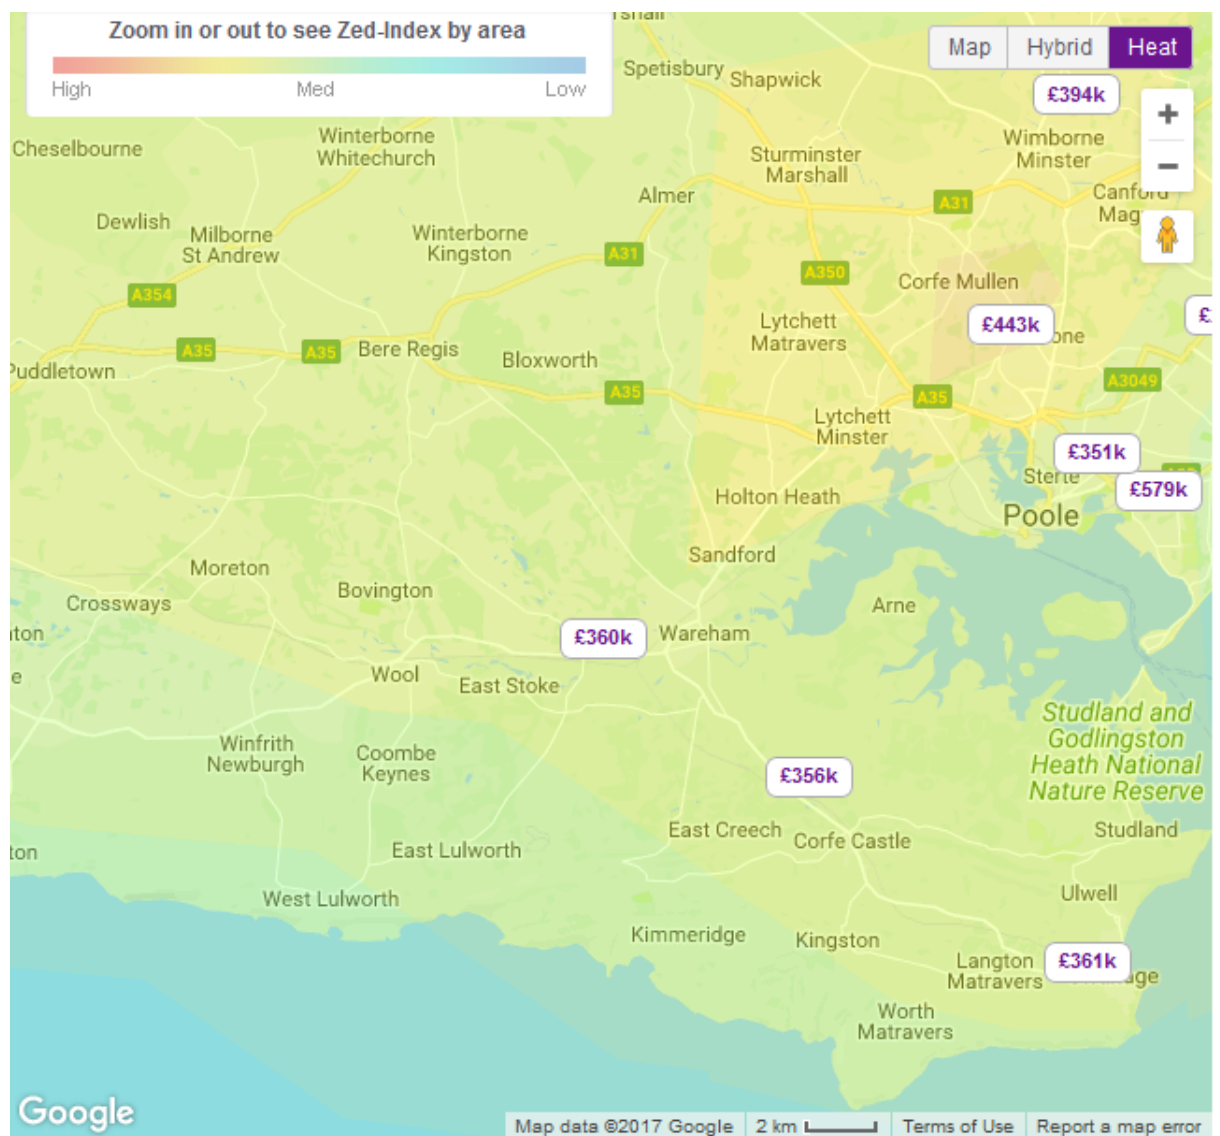 Zoom in or out to see Zed-Index by area
High Med Low
Map Hybrid Heat
Spetisbury
Shapwick
£394k
+
Cheselbourne
Winterborne
Whitechurch
Wimborne
Minster
Sturminster
Marshall
−
Almer
A31
Canford
Dewlish
Milborne
St Andrew
Winterborne
Kingston
A31
A350
Corfe Mullen
A354
£443k
Lytchett
Matravers
A35
A35
Bere Regis
Bloxworth
A3049
A35
A35
Lytchett
Minster
£351k
Sterte
£579k
Holton Heath
Poole
Sandford
Moreton
Bovington
Crossways
Arne
£360k
Wareham
Wool
East Stoke
Studland and
Godlingston
Heath National
Nature Reserve
Winfrith
Newburgh
Coombe
Keynes
£356k
East Creech
Corfe Castle
Studland
East Lulworth
West Lulworth
Ulwell
Kimmeridge
Kingston
Langton
Matravers
£361k
Worth
Matravers
Google
Map data ©2017 Google 2 km Terms of Use Report a map error